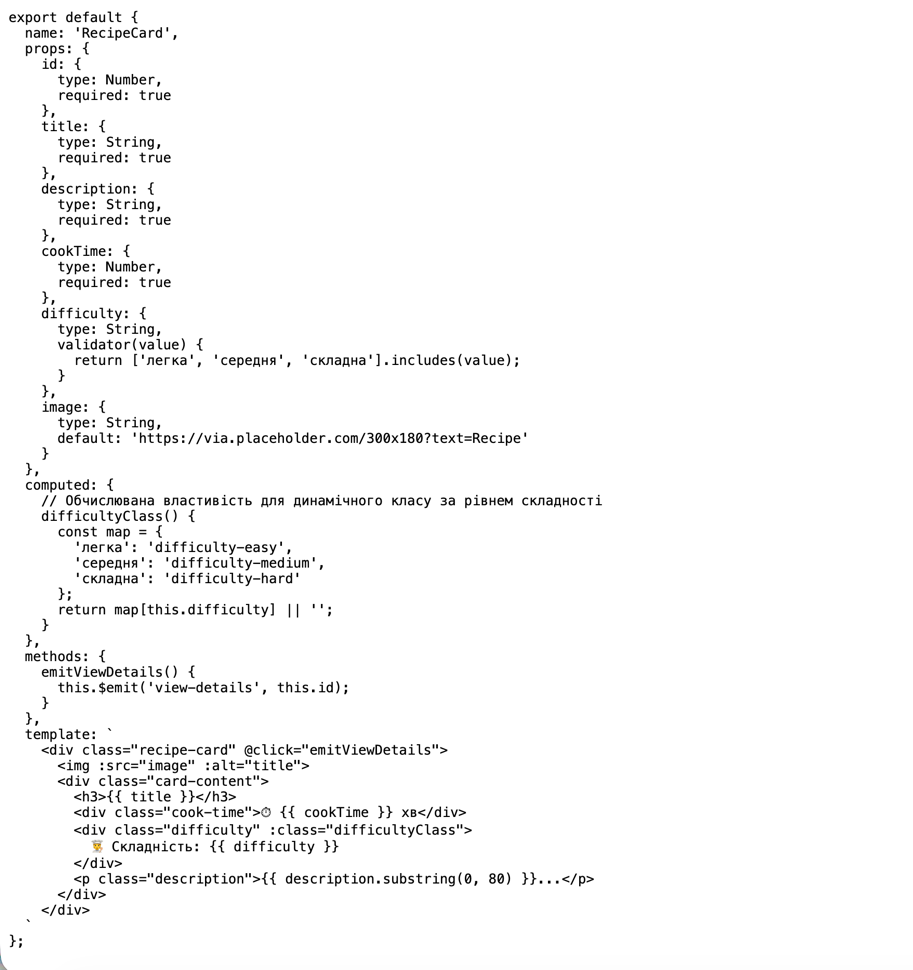 export default {
  name: 'RecipeCard',
  props: {
    id: {
      type: Number,
      required: true
    },
    title: {
      type: String,
      required: true
    },
    description: {
      type: String,
      required: true
    },
    cookTime: {
      type: Number,
      required: true
    },
    difficulty: {
      type: String,
      validator(value) {
        return ['легка', 'середня', 'складна'].includes(value);
      }
    },
    image: {
      type: String,
      default: 'https://via.placeholder.com/300x180?text=Recipe'
    }
  },
  computed: {
    // Обчислювана властивість для динамічного класу за рівнем складності
    difficultyClass() {
      const map = {
        'легка': 'difficulty-easy',
        'середня': 'difficulty-medium',
        'складна': 'difficulty-hard'
      };
      return map[this.difficulty] || '';
    }
  },
  methods: {
    emitViewDetails() {
      this.$emit('view-details', this.id);
    }
  },
  template: `
    <div class="recipe-card" @click="emitViewDetails">
      <img :src="image" :alt="title">
      <div class="card-content">
        <h3>{{ title }}</h3>
        <div class="cook-time">⏱ {{ cookTime }} хв</div>
        <div class="difficulty" :class="difficultyClass">
          👨‍🍳 Складність: {{ difficulty }}
        </div>
        <p class="description">{{ description.substring(0, 80) }}...</p>
      </div>
    </div>
  `
};